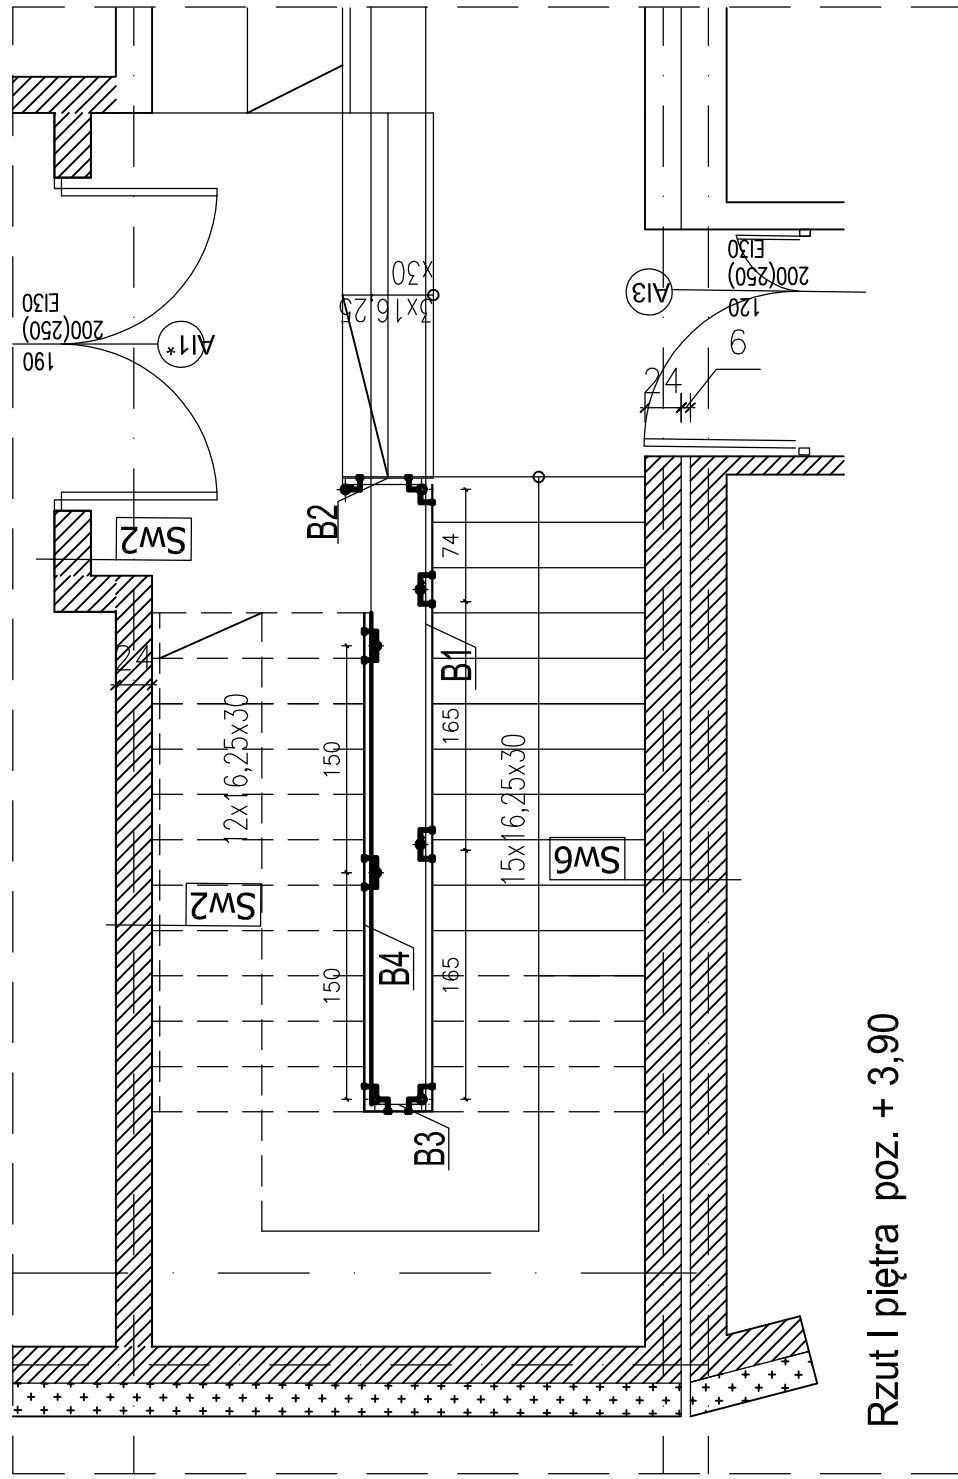 EI30
200(250)
190
AI1*
x30
3x16,25
AI3
EI30
200(250)
120
24
6
B2
Sw2
74
24
B1
12x16,25x30
150
165
15x16,25x30
Sw6
Sw2
B4
150
165
B3
Rzut I piętra poz. + 3,90